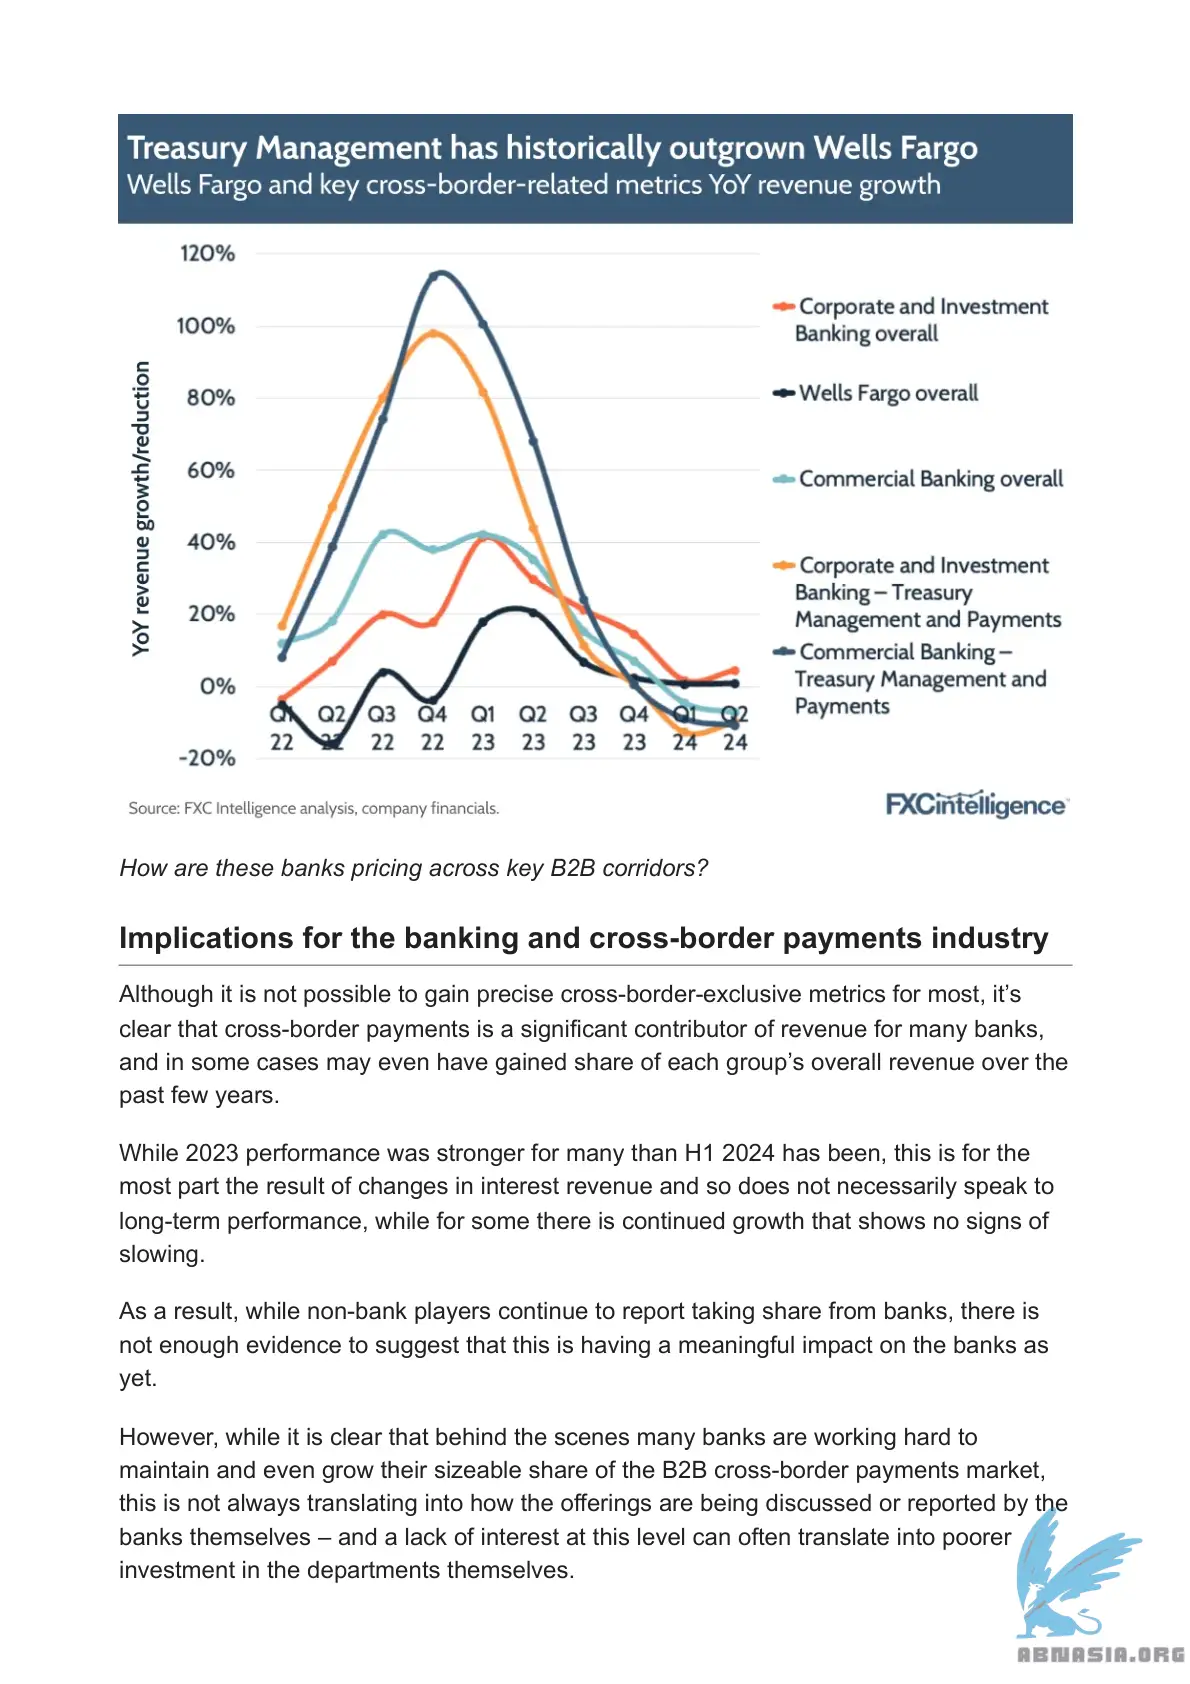 Treasury Management has historically outgrown Wells Fargo
Wells Fargo and key cross-border-related metrics YoY revenue growth
YoY revenue growth/reduction
120%
100%
80%
60%
40%
20%
0%
-20%
Q1 Q2 Q3 Q4 Q1 Q2 Q3 Q4 Q1 Q2
22 22 22 22 23 23 23 23 24 24
Corporate and Investment
Banking overall
Wells Fargo overall
Commercial Banking overall
Corporate and Investment
Banking – Treasury
Management and Payments
Commercial Banking –
Treasury Management and
Payments
Source: FXC Intelligence analysis, company financials.
FXCintelligence™
How are these banks pricing across key B2B corridors?
Implications for the banking and cross-border payments industry
Although it is not possible to gain precise cross-border-exclusive metrics for most, it’s
clear that cross-border payments is a significant contributor of revenue for many banks,
and in some cases may even have gained share of each group’s overall revenue over the
past few years.
While 2023 performance was stronger for many than H1 2024 has been, this is for the
most part the result of changes in interest revenue and so does not necessarily speak to
long-term performance, while for some there is continued growth that shows no signs of
slowing.
As a result, while non-bank players continue to report taking share from banks, there is
not enough evidence to suggest that this is having a meaningful impact on the banks as
yet.
However, while it is clear that behind the scenes many banks are working hard to
maintain and even grow their sizeable share of the B2B cross-border payments market,
this is not always translating into how the offerings are being discussed or reported by the
banks themselves – and a lack of interest at this level can often translate into poorer
investment in the departments themselves.
ABNASIA.ORG